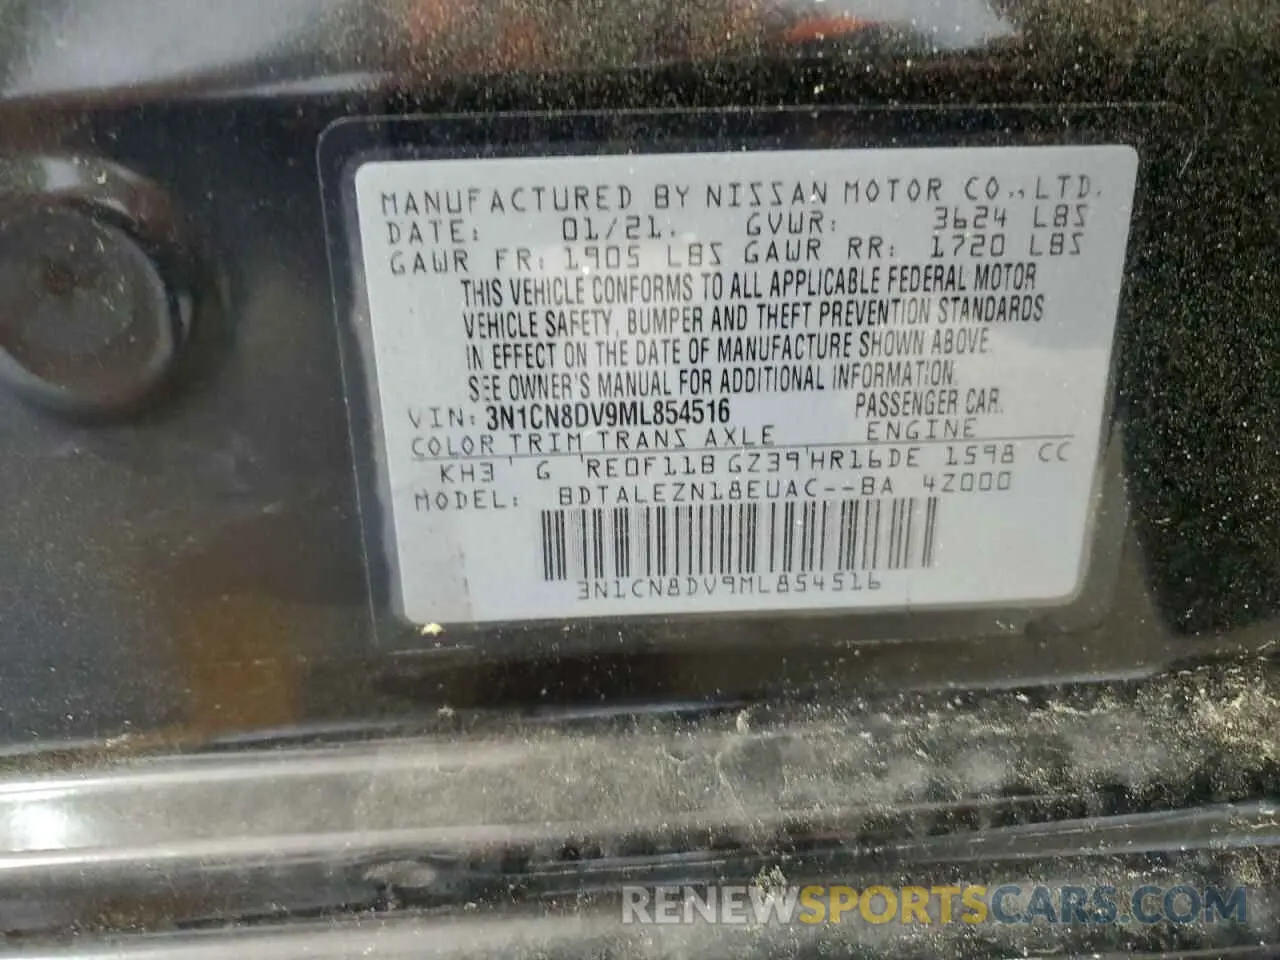 MANUFACTURED BY NISSAN MOTOR CO., LTD.
DATE: 01/21. GVWR: 3624 LBS
GAWR FR: 1905 LBS GAWR RR: 1720 LBS
THIS VEHICLE CONFORMS TO ALL APPLICABLE FEDERAL MOTOR
VEHICLE SAFETY, BUMPER AND THEFT PREVENTION STANDARDS
IN EFFECT ON THE DATE OF MANUFACTURE SHOWN ABOVE.
SEE OWNER'S MANUAL FOR ADDITIONAL INFORMATION.
VIN: 3N1CN8DV9ML854516 PASSENGER CAR.
COLOR TRIM TRANS AXLE ENGINE
KH3 G RE0F11B GZ39 HR16DE 1598 CC
MODEL: BDTALEZN18EUAC--BA 4Z000
3N1CN8DV9ML854516
RENEWSPORTSCARS.COM